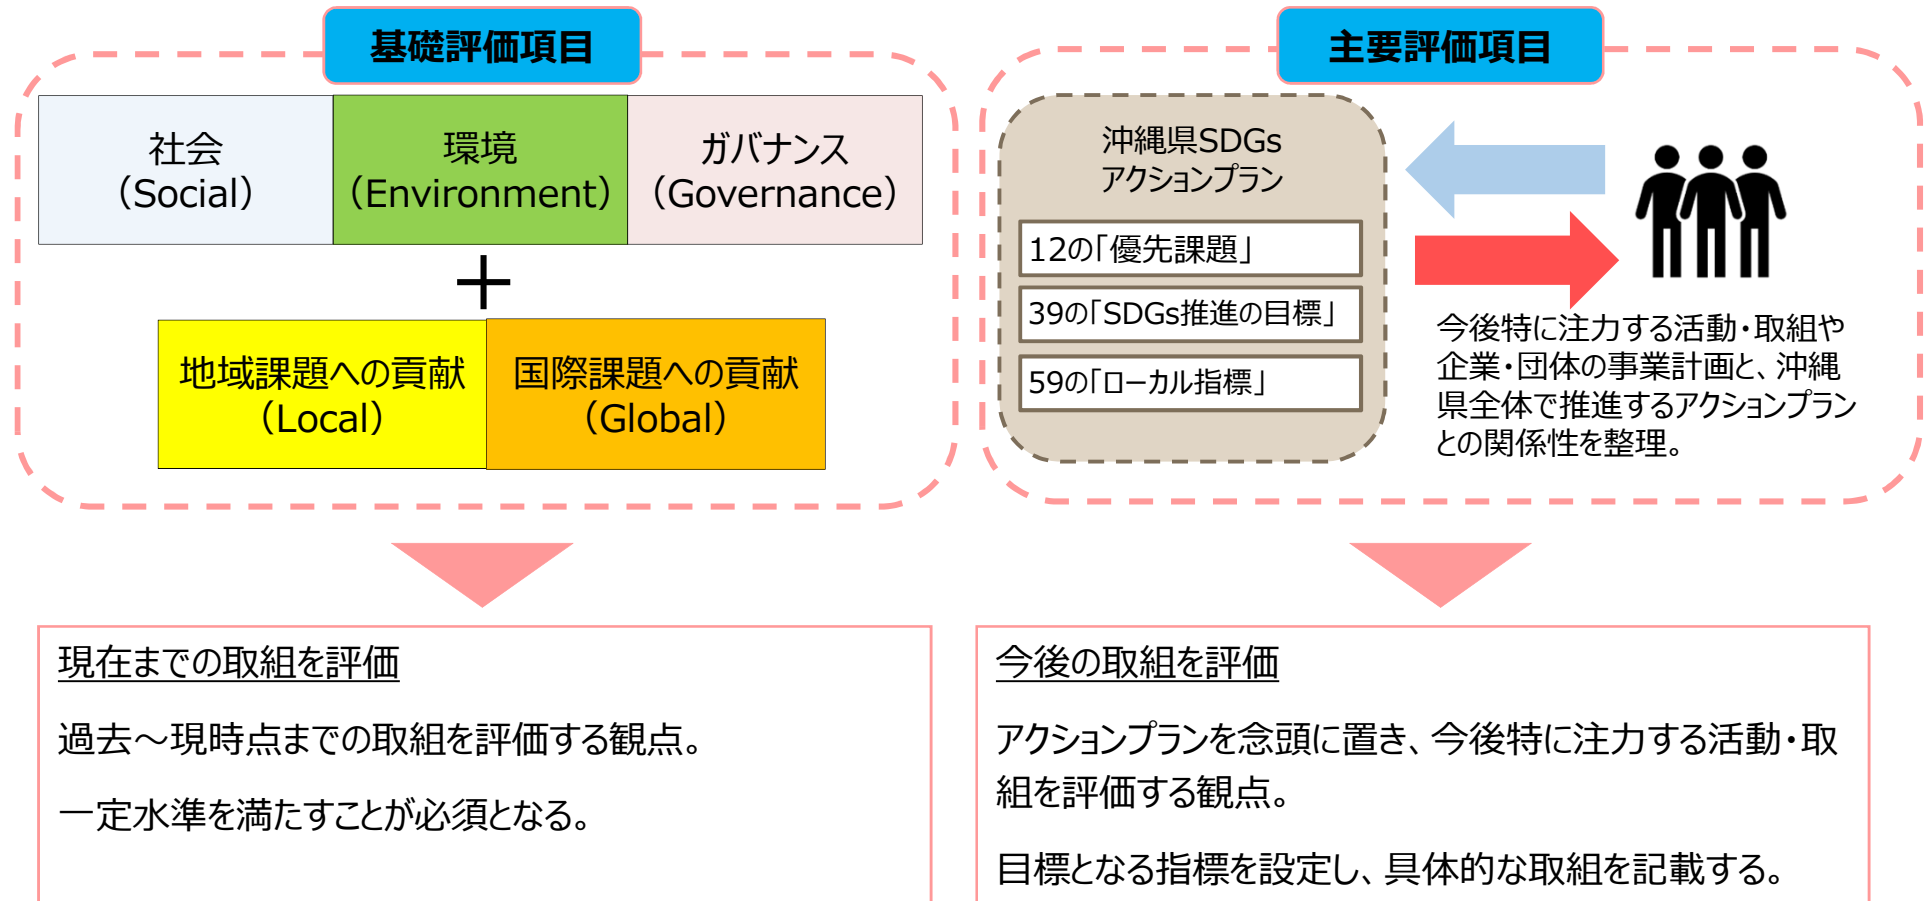 基礎評価項目
社会
（Social）
環境
（Environment）
ガバナンス
（Governance）
＋
地域課題への貢献
（Local）
国際課題への貢献
（Global）
現在までの取組を評価
過去～現時点までの取組を評価する観点。
一定水準を満たすことが必須となる。
主要評価項目
沖縄県SDGs
アクションプラン
12の「優先課題」
39の「SDGs推進の目標」
59の「ローカル指標」
今後特に注力する活動・取組や
企業・団体の事業計画と、沖縄
県全体で推進するアクションプラン
との関係性を整理。
今後の取組を評価
アクションプランを念頭に置き、今後特に注力する活動・取
組を評価する観点。
目標となる指標を設定し、具体的な取組を記載する。